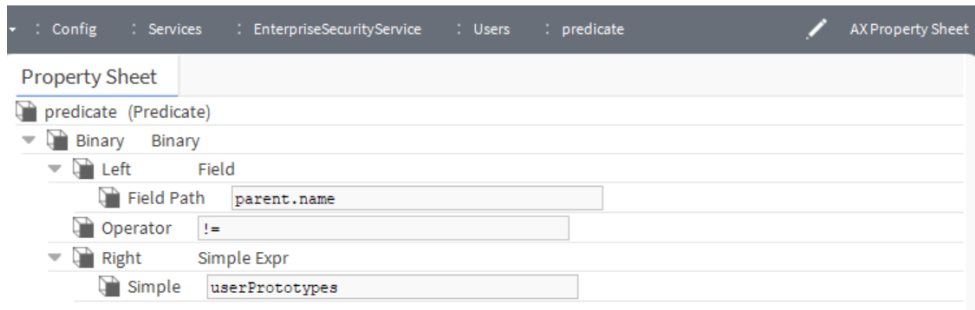 : Config : Services : EnterpriseSecurityService : Users : predicate AX Property Sheet
Property Sheet
predicate (Predicate)
Binary Binary
Left Field
Field Path parent.name
Operator !=
Right Simple Expr
Simple userPrototypes